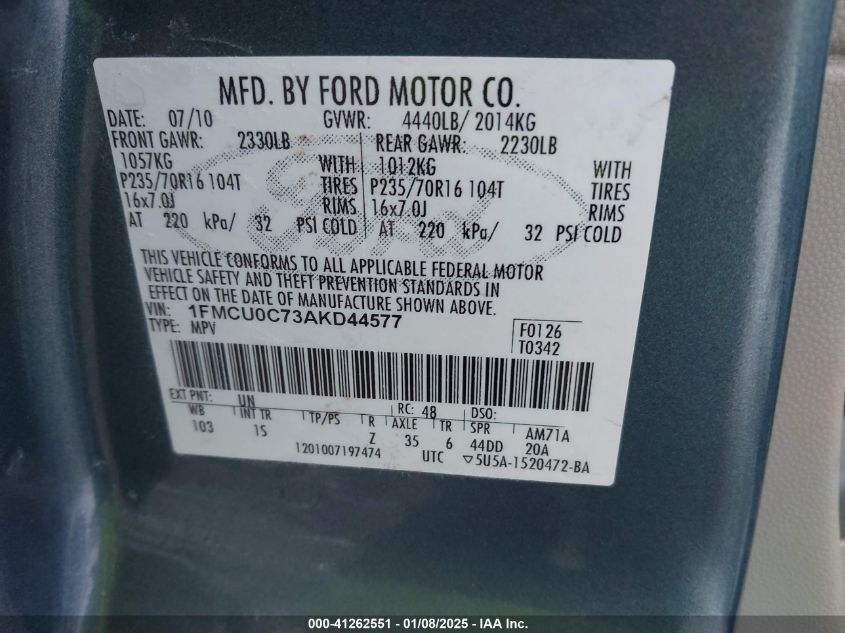 MFD. BY FORD MOTOR CO.
DATE: 07/10 GVWR: 4440LB/ 2014KG
FRONT GAWR: 2330LB REAR GAWR: 2230LB
1057KG WITH 1012KG WITH
P235/70R16 104T TIRES P235/70R16 104T TIRES
16x7.0J RIMS 16x7.0J RIMS
AT 220 kPa/ 32 PSI COLD AT 220 kPa/ 32 PSI COLD
THIS VEHICLE CONFORMS TO ALL APPLICABLE FEDERAL MOTOR
VEHICLE SAFETY AND THEFT PREVENTION STANDARDS IN
EFFECT ON THE DATE OF MANUFACTURE SHOWN ABOVE.
VIN: 1FMCU0C73AKD44577
TYPE: MPV
F0126
T0342
EXT PNT: UN RC: 48 DSO:
WB INT TR TP/PS R AXLE TR SPR AM71A
103 1S Z 35 6 44DD 20A
1201007197474 UTC ▽5U5A-1520472-BA
Ford
000-41262551 | 01/08/2025 - IAA Inc.